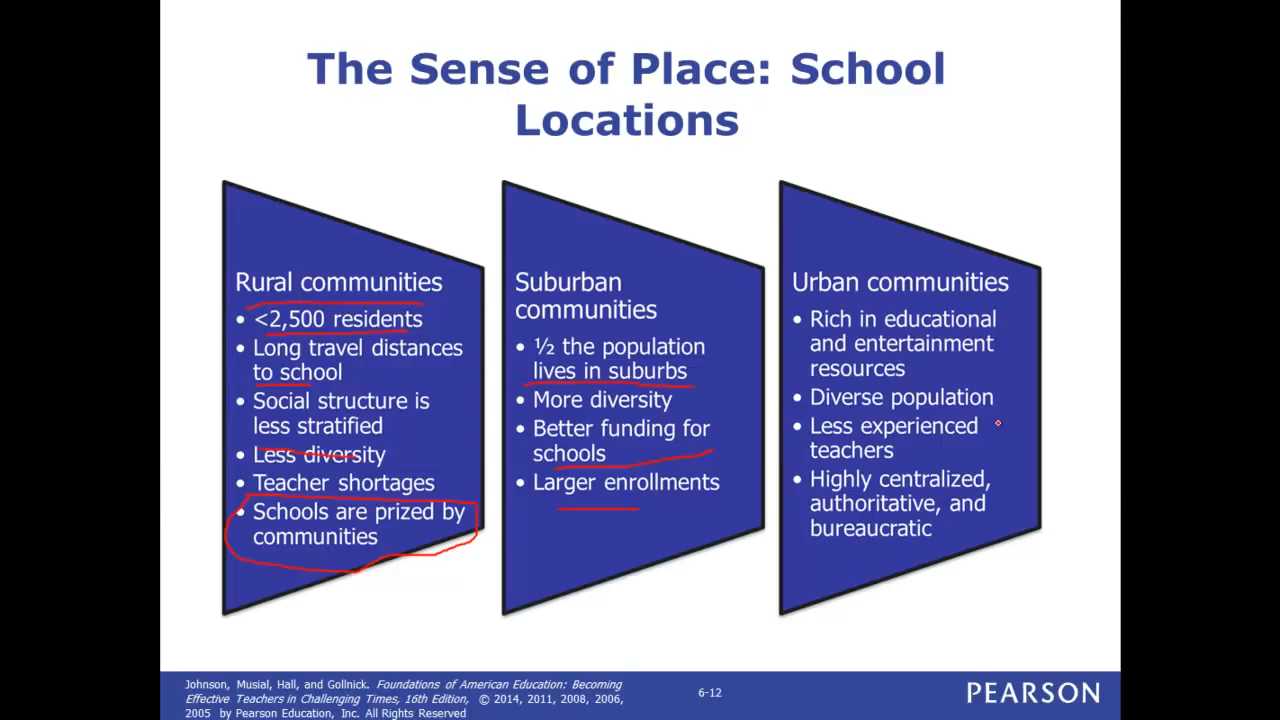 The Sense of Place: School
Locations
Rural communities
• <2,500 residents
• Long travel distances
to school
• Social structure is
less stratified
• Less diversity
• Teacher shortages
• Schools are prized by
communities
Suburban
communities
• ½ the population
lives in suburbs
• More diversity
• Better funding for
schools
• Larger enrollments
Urban communities
• Rich in educational
and entertainment
resources
• Diverse population
• Less experienced
teachers
• Highly centralized,
authoritative, and
bureaucratic
Johnson, Musial, Hall, and Gollnick. Foundations of American Education: Becoming
Effective Teachers in Challenging Times, 16th Edition, © 2014, 2011, 2008, 2006,
2005 by Pearson Education, Inc. All Rights Reserved
6-12
PEARSON